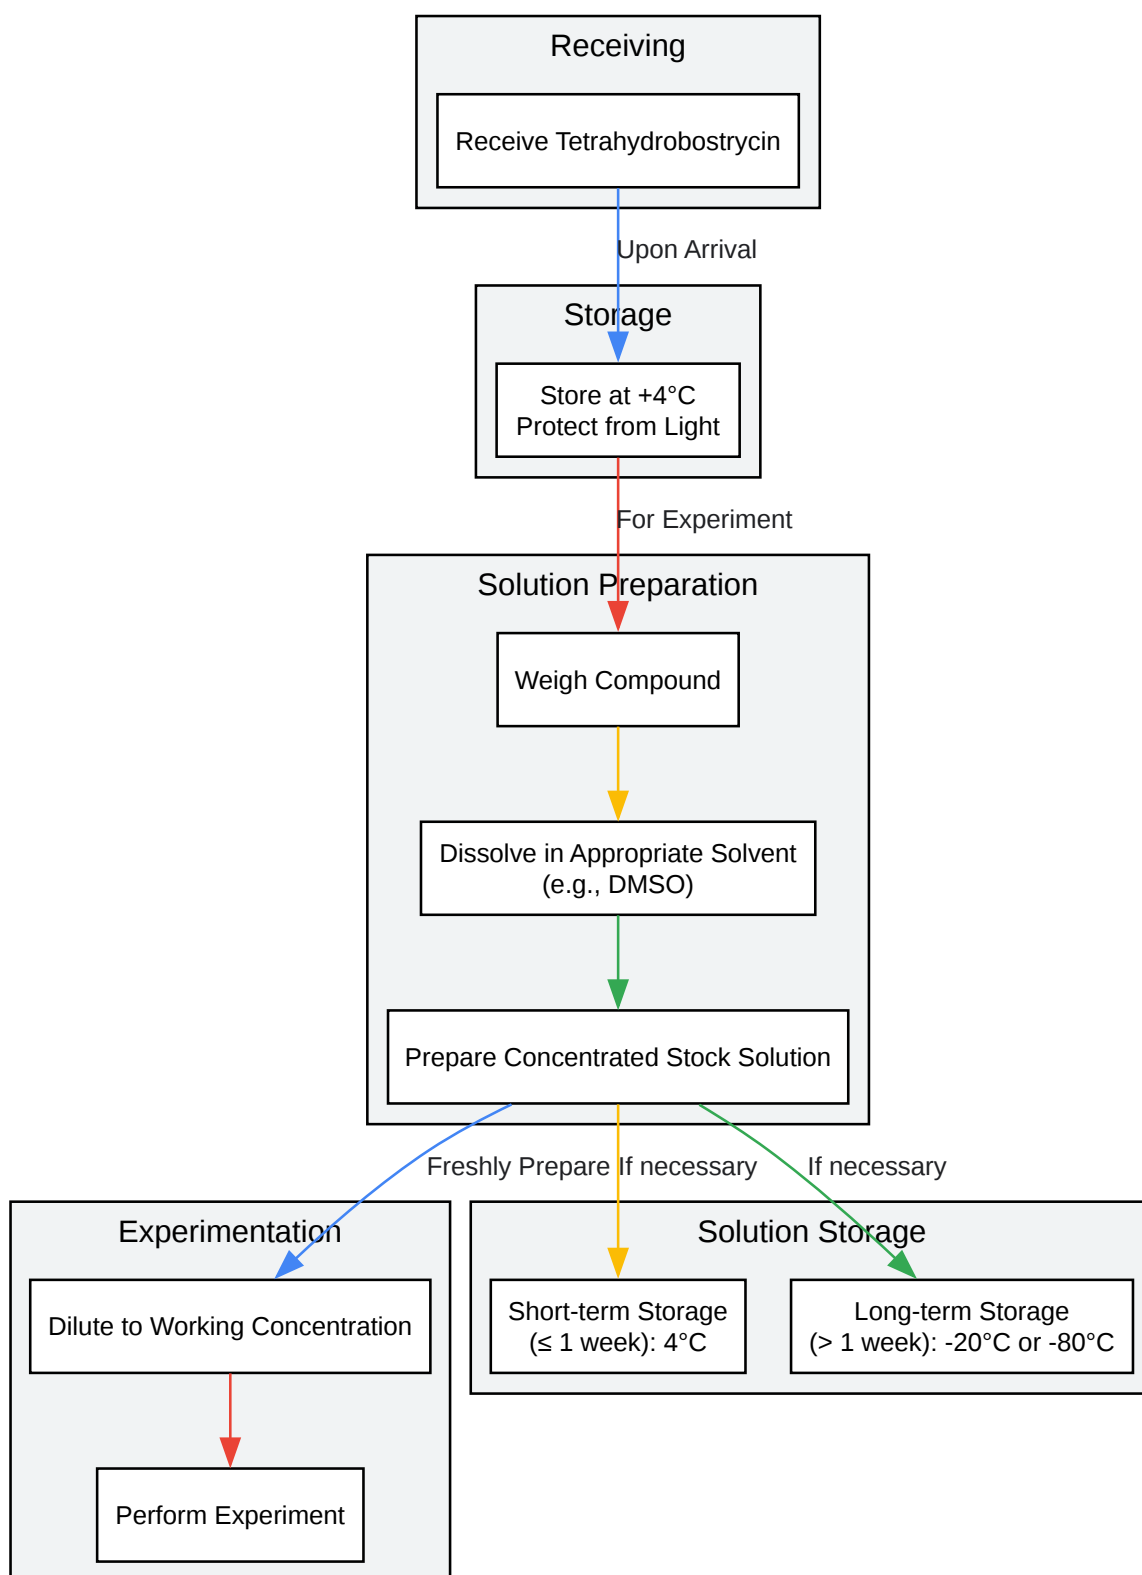 Receiving
Receive Tetrahydrobostrycin
Upon Arrival
Storage
Store at +4°C
Protect from Light
For Experiment
Solution Preparation
Weigh Compound
Dissolve in Appropriate Solvent
(e.g., DMSO)
Prepare Concentrated Stock Solution
Freshly Prepare
If necessary
If necessary
Experimentation
Dilute to Working Concentration
Perform Experiment
Solution Storage
Short-term Storage
(≤ 1 week): 4°C
Long-term Storage
(> 1 week): -20°C or -80°C